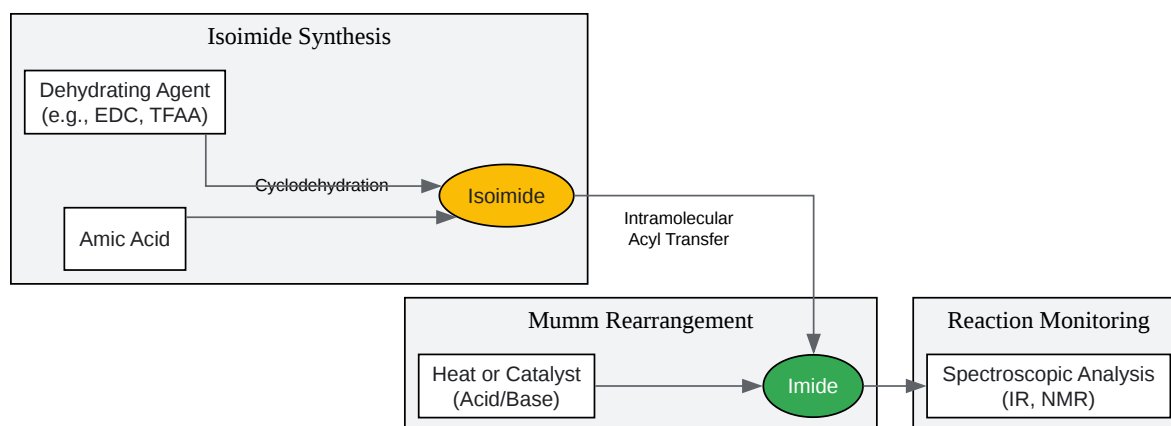 Isoimide Synthesis
Dehydrating Agent
(e.g., EDC, TFAA)
Cyclodehydration
Isoimide
Amic Acid
Intramolecular
Acyl Transfer
Mumm Rearrangement
Heat or Catalyst
(Acid/Base)
Imide
Reaction Monitoring
Spectroscopic Analysis
(IR, NMR)